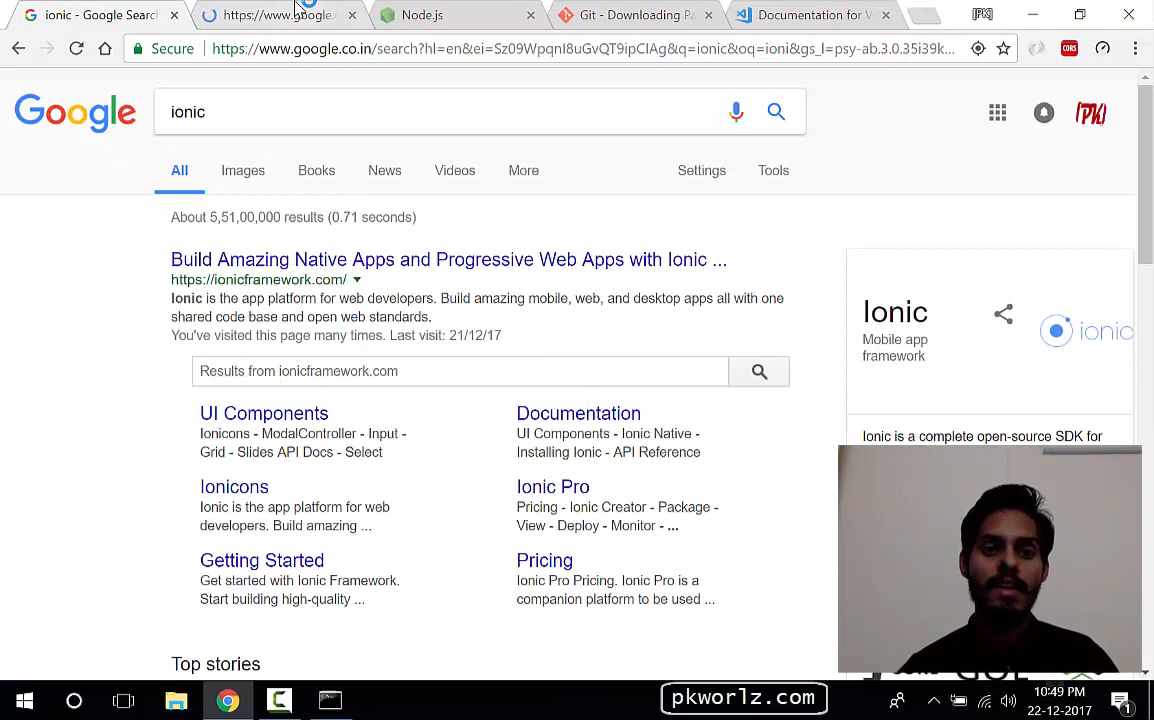 ionic - Google Searc
https://www.google.c
Node.js
Git - Downloading Pa
Documentation for V
[PK]
Secure
https://www.google.co.in/search?hl=en&ei=Sz09WpqnI8uGvQT9ipCIAg&q=ionic&oq=ioni&gs_l=psy-ab.3.0.35i39k...
CORS
Google
ionic
[PK]
All
Images
Books
News
Videos
More
Settings
Tools
About 5,51,00,000 results (0.71 seconds)
Build Amazing Native Apps and Progressive Web Apps with Ionic ...
https://ionicframework.com/
Ionic is the app platform for web developers. Build amazing mobile, web, and desktop apps all with one
shared code base and open web standards.
You've visited this page many times. Last visit: 21/12/17
Results from ionicframework.com
UI Components
Ionicons - ModalController - Input -
Grid - Slides API Docs - Select
Documentation
UI Components - Ionic Native -
Installing Ionic - API Reference
Ionicons
Ionic is the app platform for web
developers. Build amazing ...
Ionic Pro
Pricing - Ionic Creator - Package -
View - Deploy - Monitor - ...
Getting Started
Get started with Ionic Framework.
Start building high-quality ...
Pricing
Ionic Pro Pricing. Ionic Pro is a
companion platform to be used ...
Top stories
Ionic
Mobile app
framework
ionic
Ionic is a complete open-source SDK for
pkworlz.com
10:49 PM
22-12-2017
1